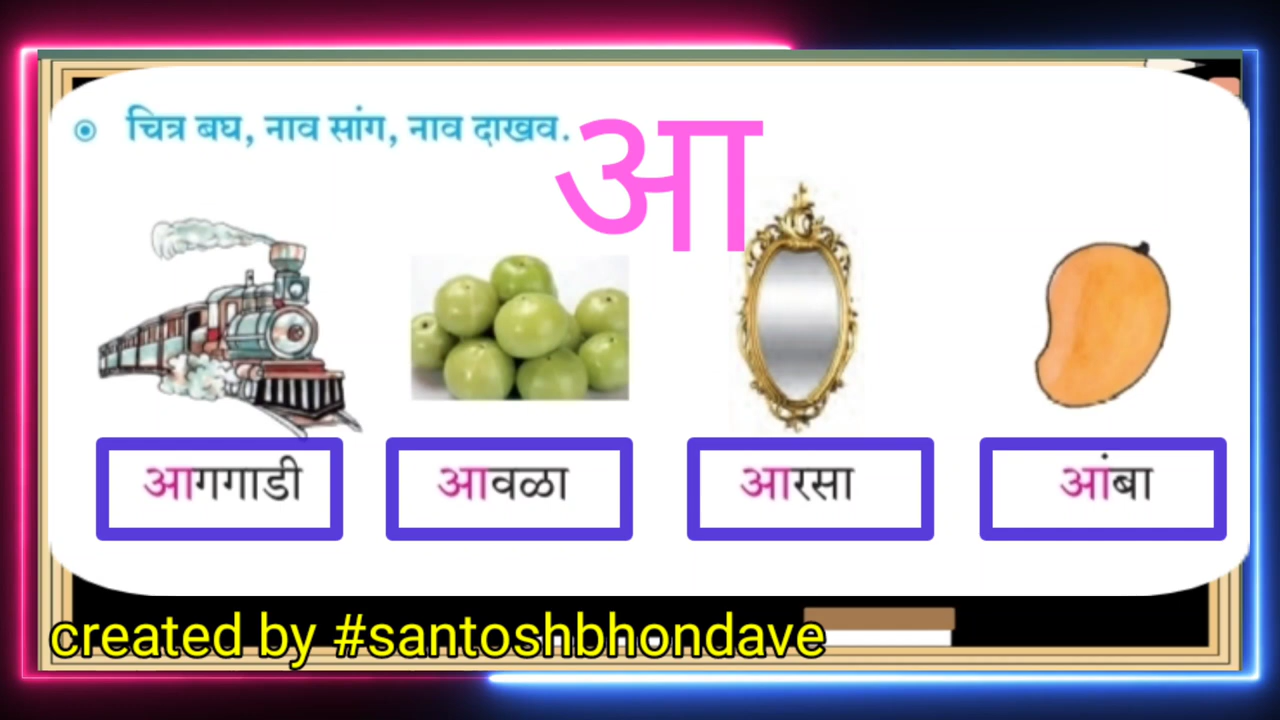 चित्र बघ, नाव सांग, नाव दाखव.
आ
आगगाडी
आवळा
आरसा
आंबा
created by #santoshbhondave